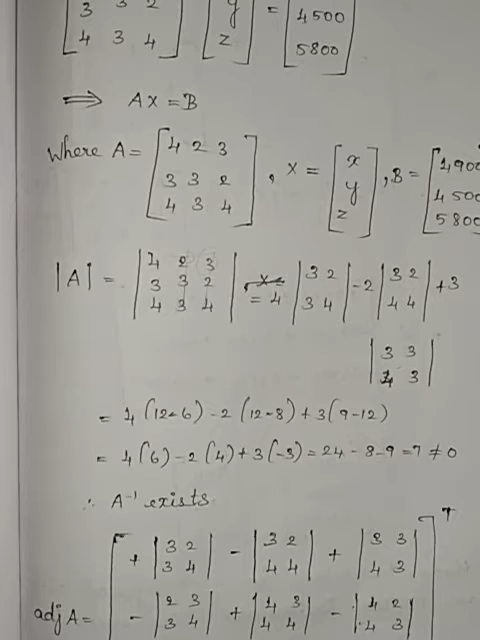 [3 3 2] [y] = [4500]
[4 3 4] [z] [5800]
⟹ AX = B
Where A = [4 2 3; 3 3 2; 4 3 4], X = [x; y; z], B = [4900; 4500; 5800]
|A| = |4 2 3; 3 3 2; 4 3 4| = 4 |3 2; 3 4| - 2 |3 2; 4 4| + 3
|3 3; 4 3|
= 4(12-6) - 2(12-8) + 3(9-12)
= 4(6) - 2(4) + 3(-3) = 24 - 8 - 9 = 7 ≠ 0
∴ A⁻¹ exists
[+ |3 2; 3 4| - |3 2; 4 4| + |3 3; 4 3|]ᵀ
adj A = - |2 3; 3 4| + |4 3; 4 4| - |4 2; 4 3|